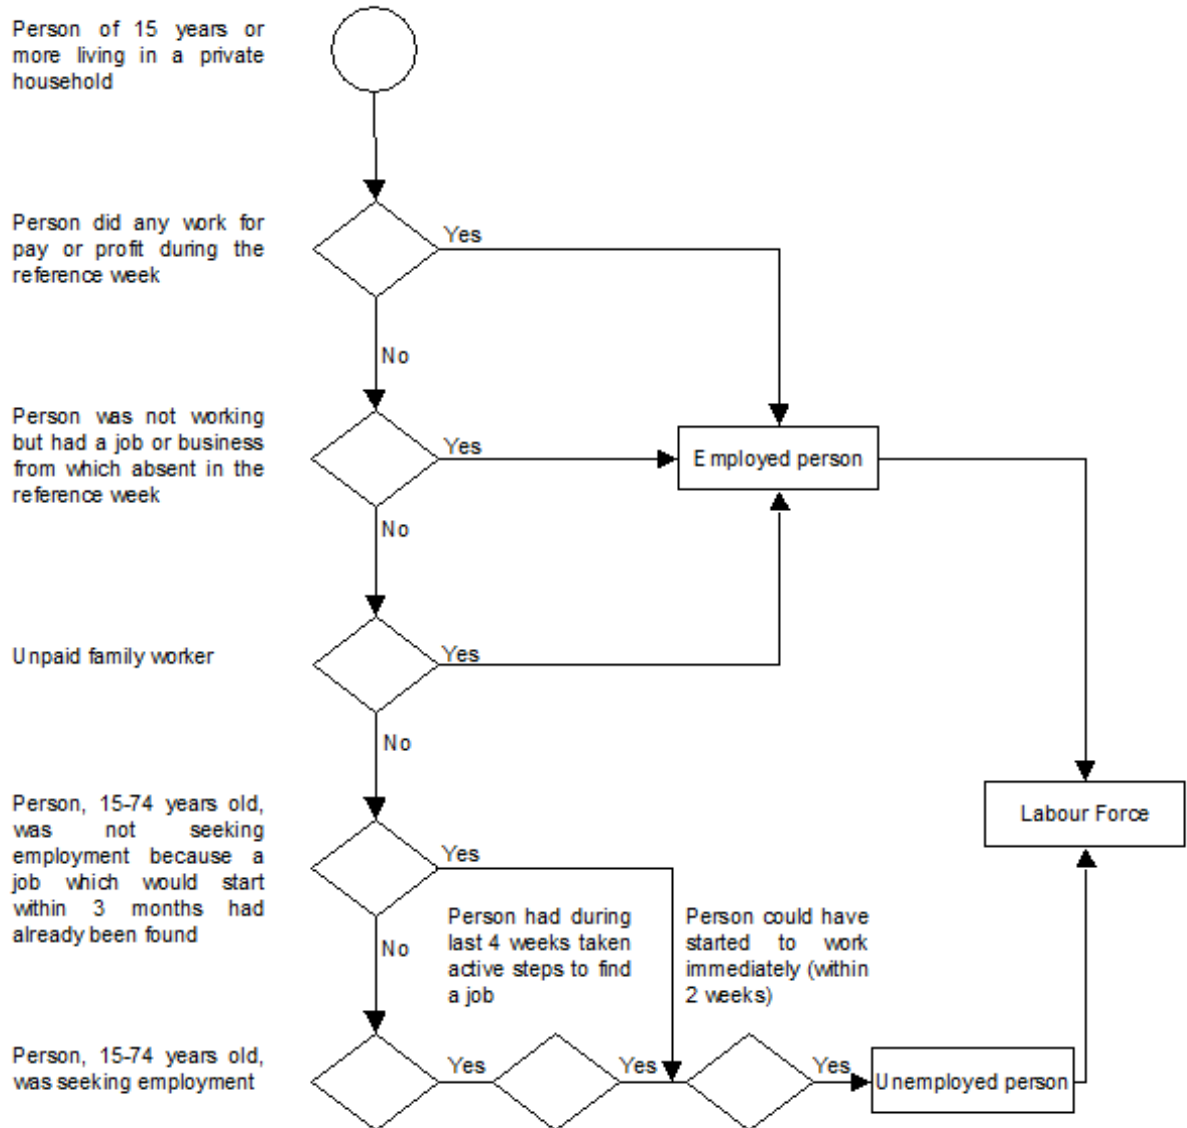 Person of 15 years or
more living in a private
household
Person did any work for
pay or profit during the
reference week
Yes
No
Person was not working
but had a job or business
from which absent in the
reference week
Yes
Employed person
No
Unpaid family worker
Yes
No
Labour Force
Person, 15-74 years old,
was not seeking
employment because a
job which would start
within 3 months had
already been found
Yes
No
Person had during
last 4 weeks taken
active steps to find
a job
Person could have
started to work
immediately (within
2 weeks)
Person, 15-74 years old,
was seeking employment
Yes
Yes
Yes
Unemployed person